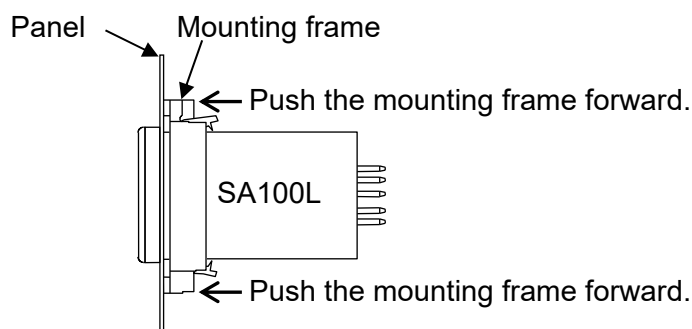 Panel
Mounting frame
Push the mounting frame forward.
SA100L
Push the mounting frame forward.